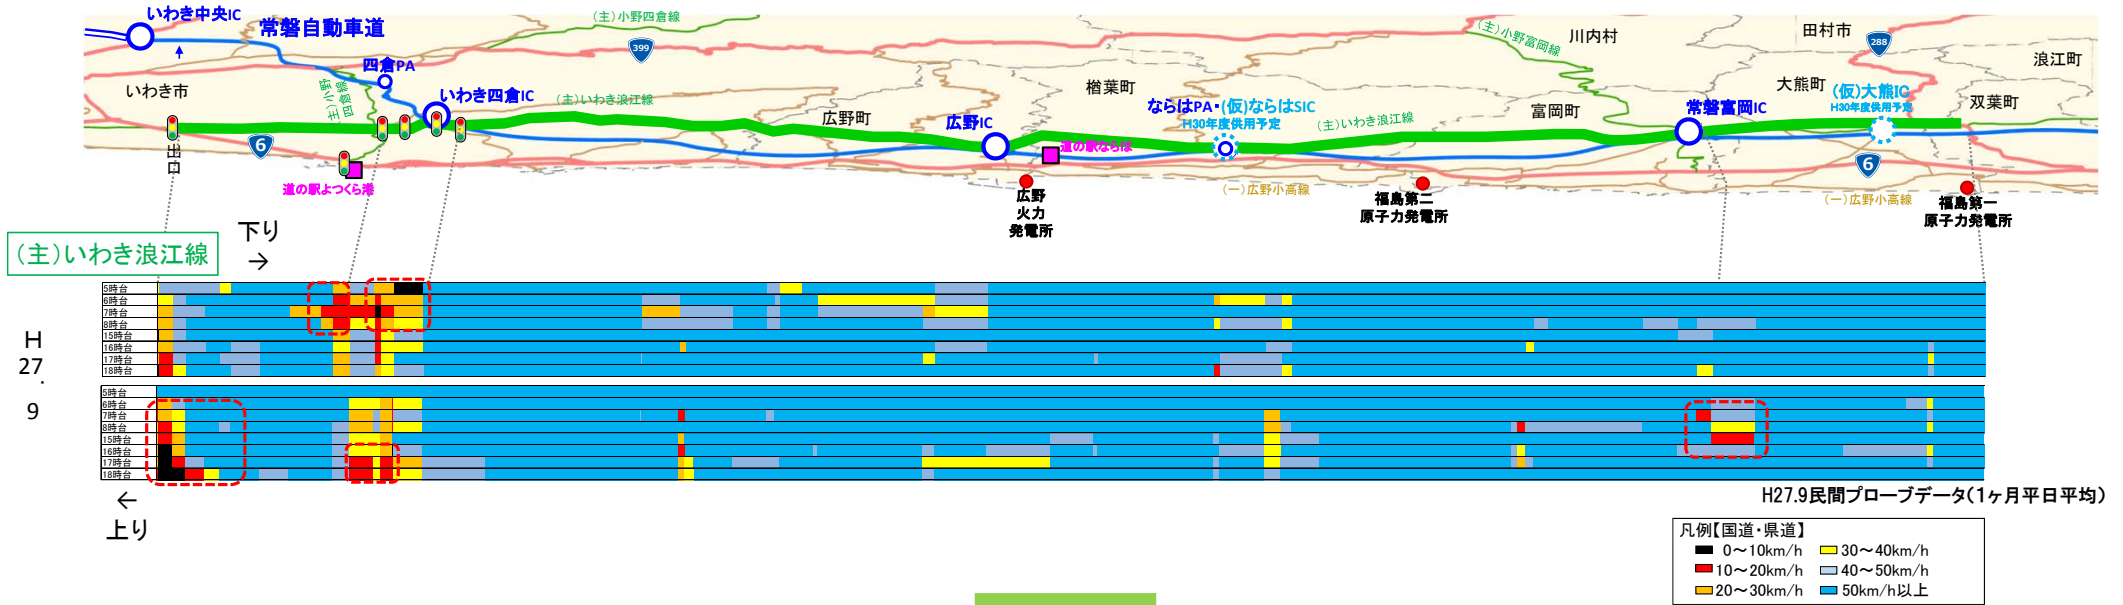 いわき中央IC
常磐自動車道
(主)小野四倉線
399
(主)小野富岡線
川内村
田村市
288
浪江町
四倉PA
いわき市
(主)小野四倉線
いわき四倉IC
(主)いわき浪江線
広野町
広野IC
楢葉町
ならはPA・(仮)ならはSIC
H30年度供用予定
(主)いわき浪江線
富岡町
常磐富岡IC
大熊町
(仮)大熊IC
H30年度供用予定
双葉町
6
道の駅ならは
6
道の駅よつくら港
広野
火力
発電所
(一)広野小高線
福島第二
原子力発電所
(一)広野小高線
福島第一
原子力発電所
下り
→
(主)いわき浪江線
H
27
.
9
5時台
6時台
7時台
8時台
15時台
16時台
17時台
18時台
5時台
6時台
7時台
8時台
15時台
16時台
17時台
18時台
←
上り
H27.9民間プローブデータ(1ヶ月平日平均)
凡例【国道・県道】
0～10km/h
30～40km/h
10～20km/h
40～50km/h
20～30km/h
50km/h以上